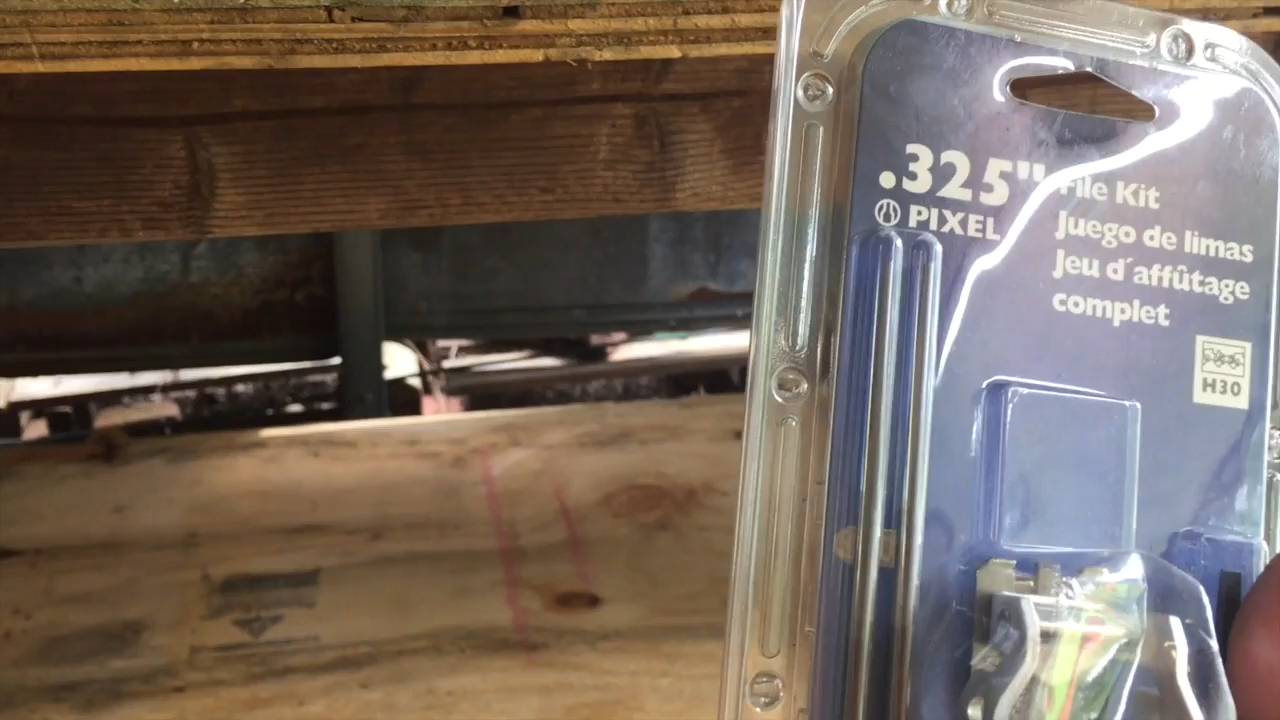 .325"
PIXEL
File Kit
Juego de limas
Jeu d´affûtage
complet
H30